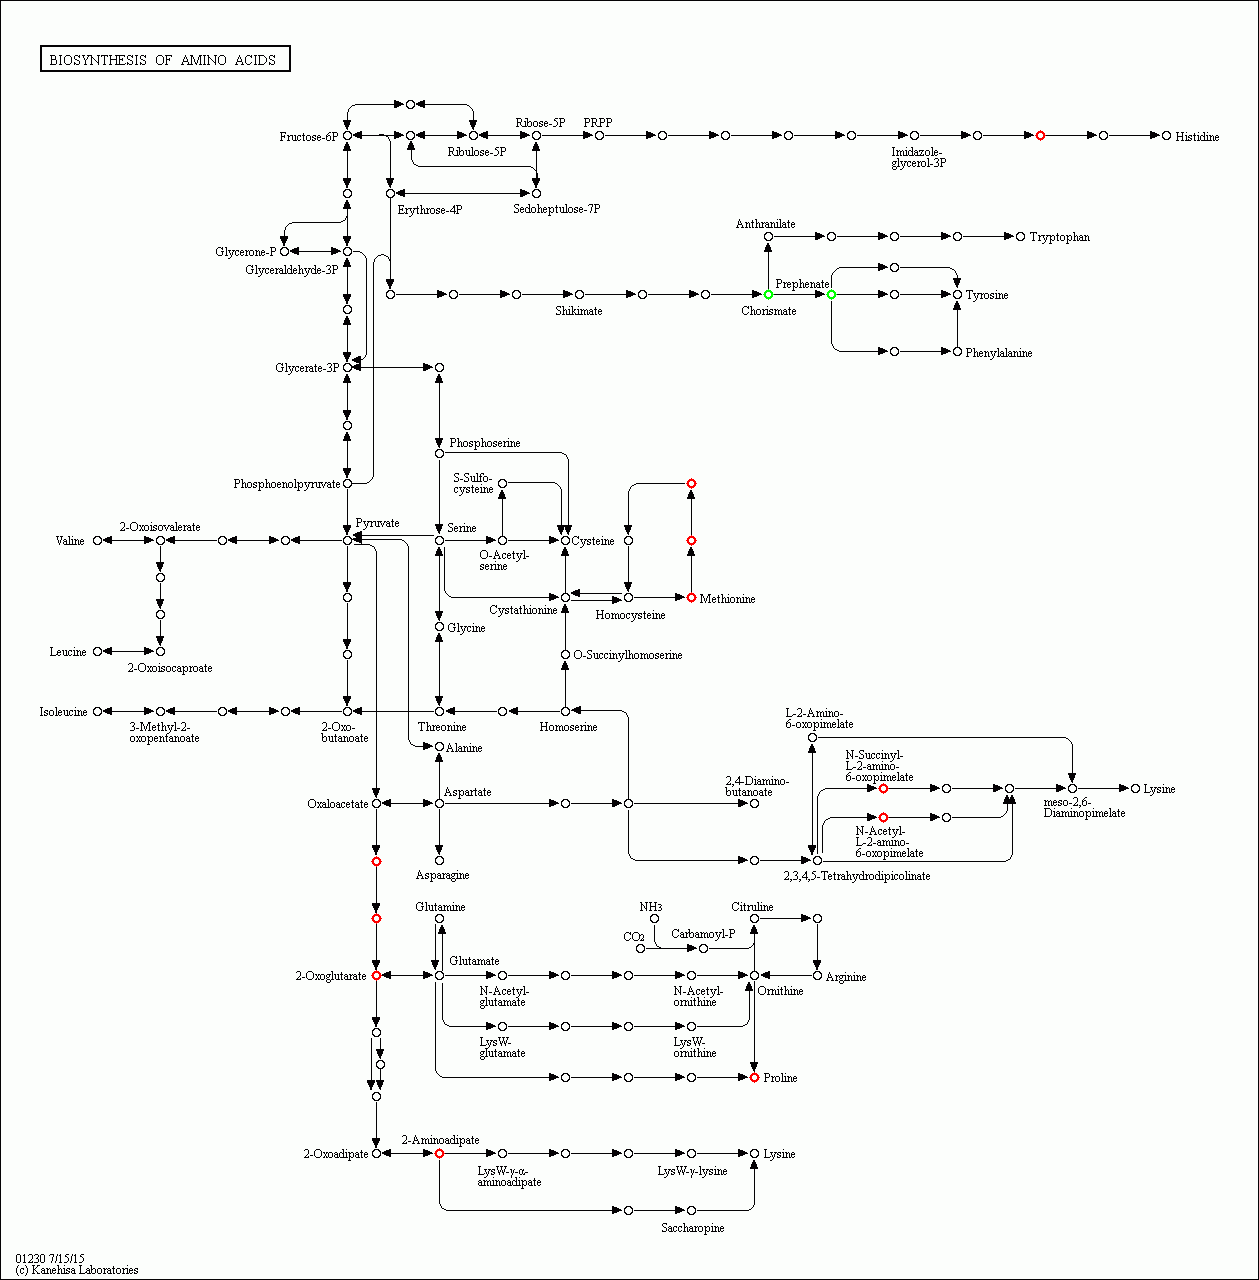 BIOSYNTHESIS OF AMINO ACIDS
Fructose-6P
Ribulose-5P
Ribose-5P
PRPP
Imidazole-
glycerol-3P
Histidine
Erythrose-4P
Sedoheptulose-7P
Glycerone-P
Glyceraldehyde-3P
Anthranilate
Tryptophan
Prephenate
Shikimate
Chorismate
Tyrosine
Phenylalanine
Glycerate-3P
Phosphoserine
Phosphoenolpyruvate
S-Sulfo-
cysteine
2-Oxoisovalerate
Pyruvate
Serine
Valine
O-Acetyl-
serine
Cysteine
Cystathionine
Homocysteine
Methionine
Glycine
Leucine
2-Oxoisocaproate
O-Succinylhomoserine
Isoleucine
3-Methyl-2-
oxopentanoate
2-Oxo-
butanoate
Threonine
Homoserine
Alanine
L-2-Amino-
6-oxopimelate
N-Succinyl-
L-2-amino-
6-oxopimelate
2,4-Diamino-
butanoate
Oxaloacetate
Aspartate
Lysine
meso-2,6-
Diaminopimelate
N-Acetyl-
L-2-amino-
6-oxopimelate
Asparagine
2,3,4,5-Tetrahydrodipicolinate
Glutamine
NH3
Citruline
CO2
Carbamoyl-P
2-Oxoglutarate
Glutamate
N-Acetyl-
glutamate
N-Acetyl-
ornithine
Ornithine
Arginine
LysW-
glutamate
LysW-
ornithine
Proline
2-Aminoadipate
2-Oxoadipate
LysW-γ-α-
aminoadipate
LysW-γ-lysine
Lysine
Saccharopine
01230 7/15/15
(c) Kanehisa Laboratories